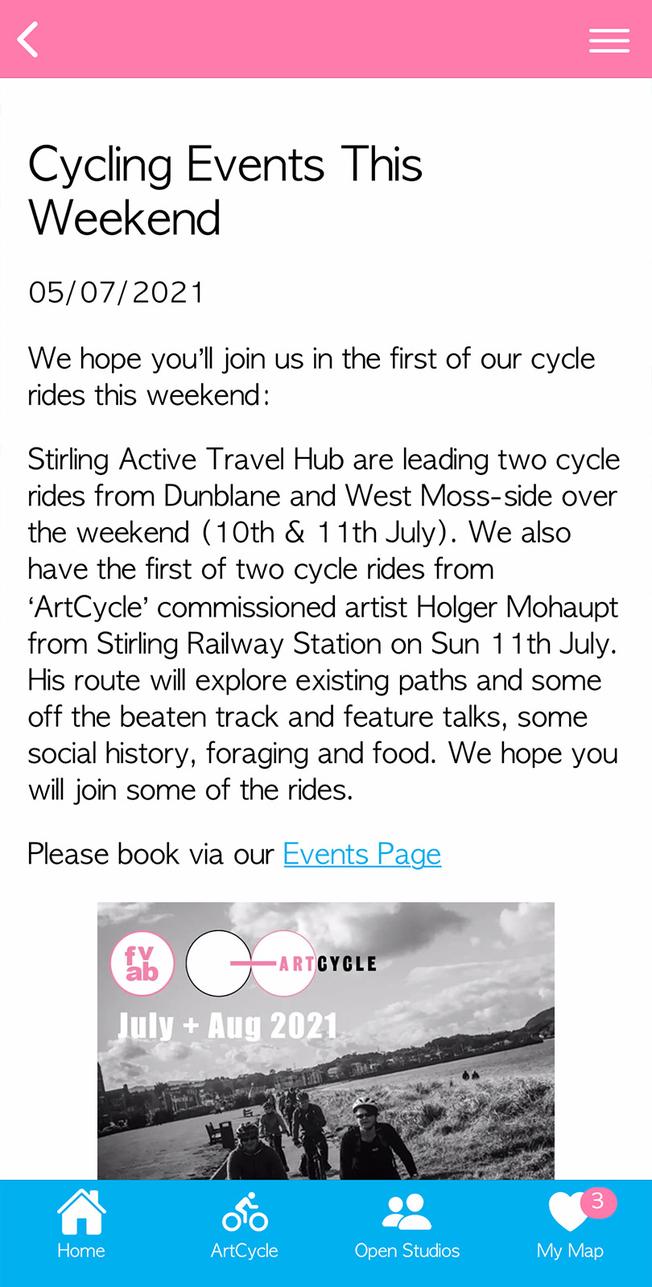 Cycling Events This
Weekend
05/07/2021
We hope you’ll join us in the first of our cycle
rides this weekend:
Stirling Active Travel Hub are leading two cycle
rides from Dunblane and West Moss-side over
the weekend (10th & 11th July). We also
have the first of two cycle rides from
‘ArtCycle’ commissioned artist Holger Mohaupt
from Stirling Railway Station on Sun 11th July.
His route will explore existing paths and some
off the beaten track and feature talks, some
social history, foraging and food. We hope you
will join some of the rides.
Please book via our Events Page
fv
ab
ARTCYCLE
July + Aug 2021
3
Home
ArtCycle
Open Studios
My Map